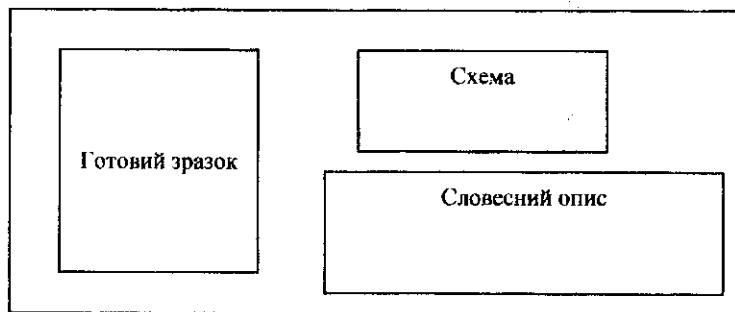 Готовий зразок
Схема
Словесний опис